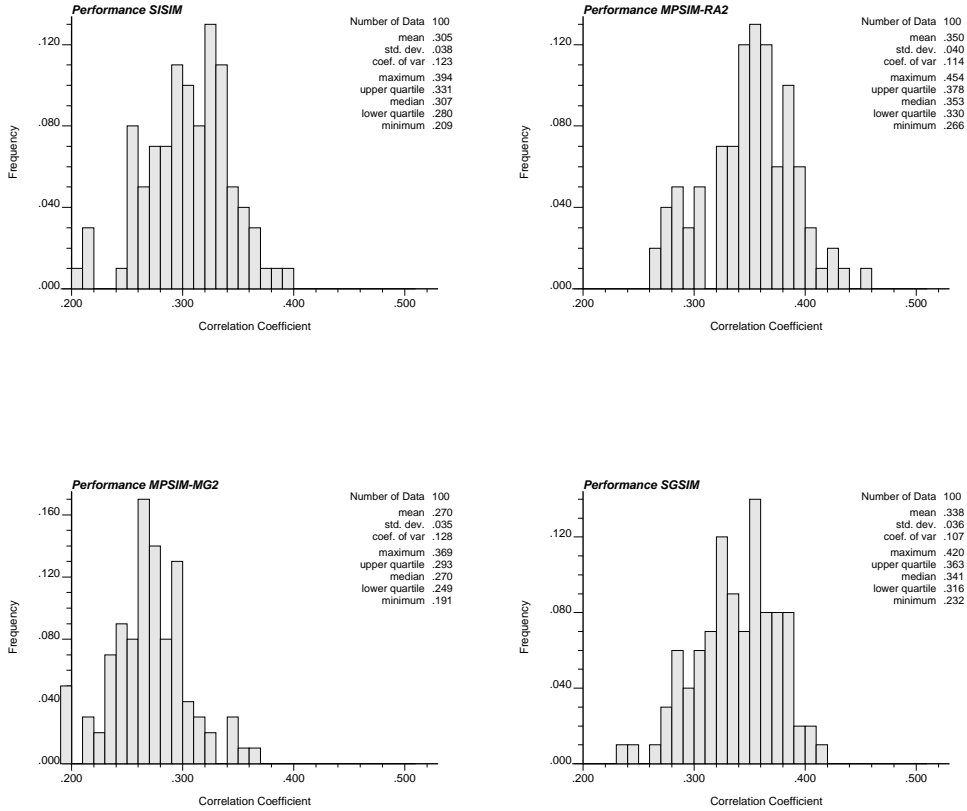 Performance SISIM
Number of Data 100
mean .305
std. dev. .038
coef. of var .123
maximum .394
upper quartile .331
median .307
lower quartile .280
minimum .209
Frequency
.120
.080
.040
.000
.200 .300 .400 .500
Correlation Coefficient
Performance MPSIM-RA2
Number of Data 100
mean .350
std. dev. .040
coef. of var .114
maximum .454
upper quartile .378
median .353
lower quartile .330
minimum .266
Frequency
.120
.080
.040
.000
.200 .300 .400 .500
Correlation Coefficient
Performance MPSIM-MG2
Number of Data 100
mean .270
std. dev. .035
coef. of var .128
maximum .369
upper quartile .293
median .270
lower quartile .249
minimum .191
Frequency
.160
.120
.080
.040
.000
.200 .300 .400 .500
Correlation Coefficient
Performance SGSIM
Number of Data 100
mean .338
std. dev. .036
coef. of var .107
maximum .420
upper quartile .363
median .341
lower quartile .316
minimum .232
Frequency
.120
.080
.040
.000
.200 .300 .400 .500
Correlation Coefficient